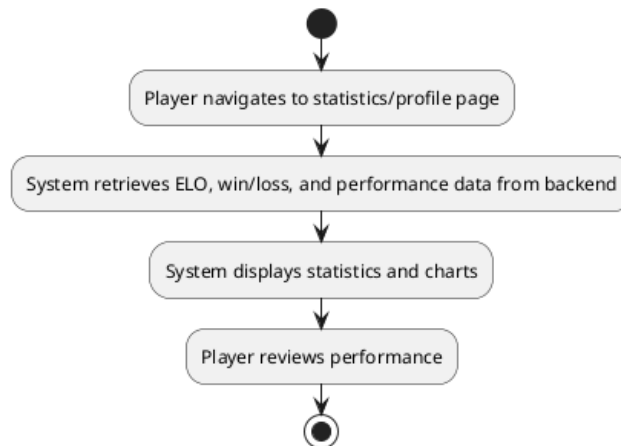 Player navigates to statistics/profile page
System retrieves ELO, win/loss, and performance data from backend
System displays statistics and charts
Player reviews performance